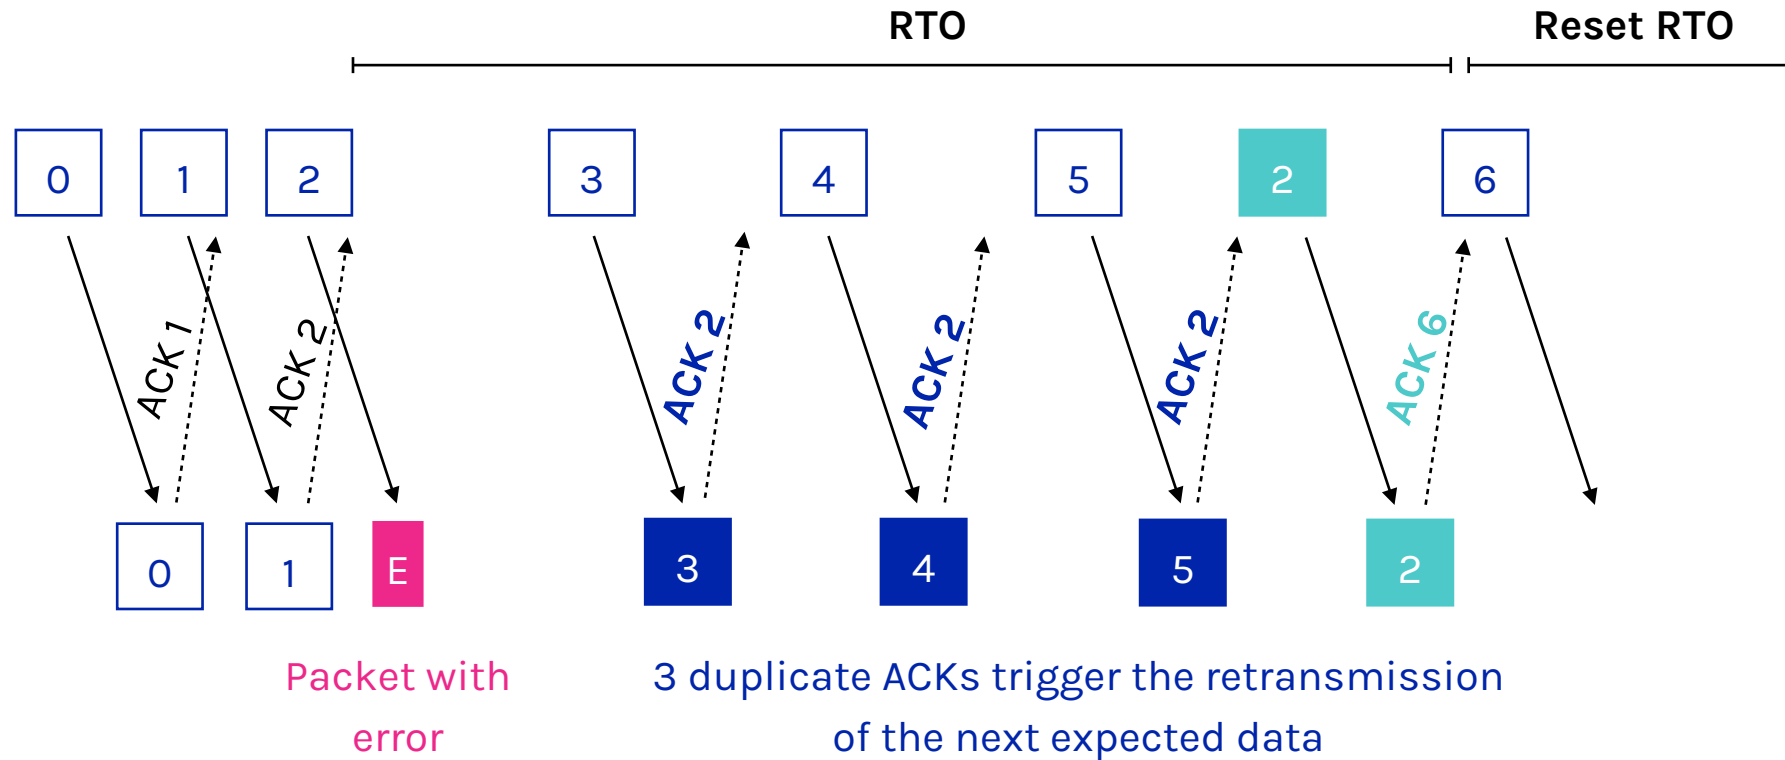 RTO
Reset RTO
0
1
2
3
4
5
2
6
ACK 1
ACK 2
ACK 2
ACK 2
ACK 2
ACK 6
0
1
E
3
4
5
2
Packet with
error
3 duplicate ACKs trigger the retransmission
of the next expected data